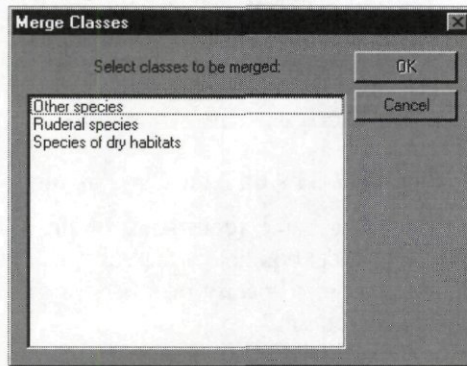 Merge Classes
Select classes to be merged:
OK
Cancel
Other species
Ruderal species
Species of dry habitats